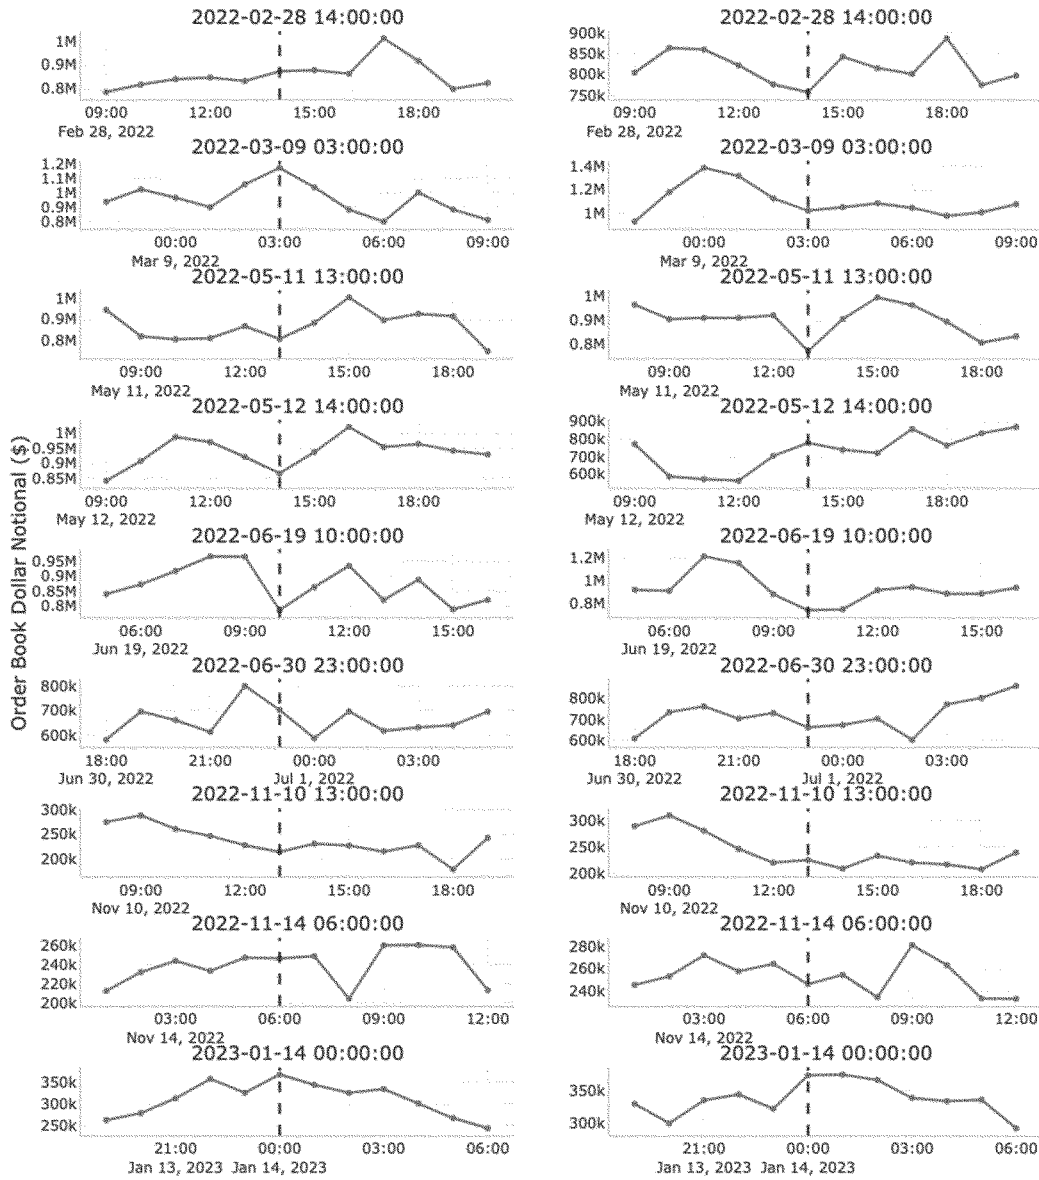 Order Book Dollar Notional ($)
2022-02-28 14:00:00
1M
0.9M
0.8M
09:00 12:00 15:00 18:00
Feb 28, 2022
2022-02-28 14:00:00
900k
850k
800k
750k
09:00 12:00 15:00 18:00
Feb 28, 2022
2022-03-09 03:00:00
1.2M
1.1M
1M
0.9M
0.8M
00:00 03:00 06:00 09:00
Mar 9, 2022
2022-03-09 03:00:00
1.4M
1.2M
1M
00:00 03:00 06:00 09:00
Mar 9, 2022
2022-05-11 13:00:00
1M
0.9M
0.8M
09:00 12:00 15:00 18:00
May 11, 2022
2022-05-11 13:00:00
1M
0.9M
0.8M
09:00 12:00 15:00 18:00
May 11, 2022
2022-05-12 14:00:00
1M
0.95M
0.9M
0.85M
09:00 12:00 15:00 18:00
May 12, 2022
2022-05-12 14:00:00
900k
800k
700k
600k
09:00 12:00 15:00 18:00
May 12, 2022
2022-06-19 10:00:00
0.95M
0.9M
0.85M
0.8M
06:00 09:00 12:00 15:00
Jun 19, 2022
2022-06-19 10:00:00
1.2M
1M
0.8M
06:00 09:00 12:00 15:00
Jun 19, 2022
2022-06-30 23:00:00
800k
700k
600k
18:00 21:00 00:00 03:00
Jun 30, 2022 Jul 1, 2022
2022-06-30 23:00:00
800k
700k
600k
18:00 21:00 00:00 03:00
Jun 30, 2022 Jul 1, 2022
2022-11-10 13:00:00
300k
250k
200k
09:00 12:00 15:00 18:00
Nov 10, 2022
2022-11-10 13:00:00
300k
250k
200k
09:00 12:00 15:00 18:00
Nov 10, 2022
2022-11-14 06:00:00
260k
240k
220k
200k
03:00 06:00 09:00 12:00
Nov 14, 2022
2022-11-14 06:00:00
280k
260k
240k
03:00 06:00 09:00 12:00
Nov 14, 2022
2023-01-14 00:00:00
350k
300k
250k
21:00 00:00 03:00 06:00
Jan 13, 2023 Jan 14, 2023
2023-01-14 00:00:00
350k
300k
21:00 00:00 03:00 06:00
Jan 13, 2023 Jan 14, 2023